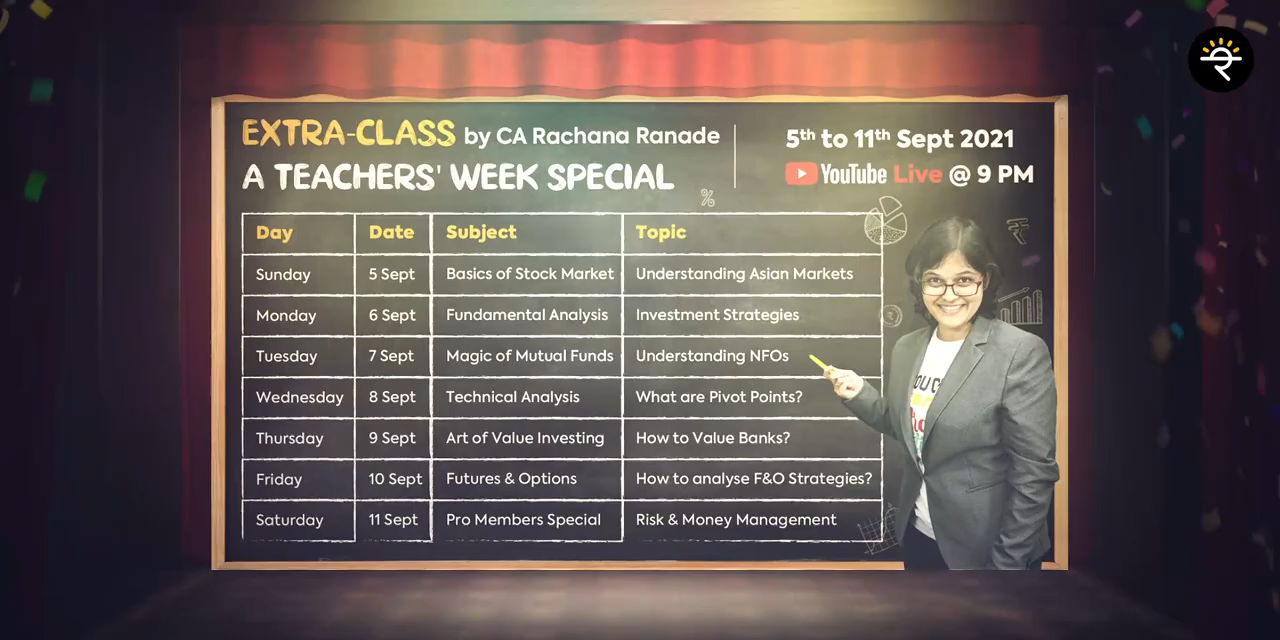 EXTRA-CLASS by CA Rachana Ranade
A TEACHERS' WEEK SPECIAL
5th to 11th Sept 2021
YouTube Live @ 9 PM
%
Day Date Subject Topic
Sunday 5 Sept Basics of Stock Market Understanding Asian Markets
Monday 6 Sept Fundamental Analysis Investment Strategies
Tuesday 7 Sept Magic of Mutual Funds Understanding NFOs
Wednesday 8 Sept Technical Analysis What are Pivot Points?
Thursday 9 Sept Art of Value Investing How to Value Banks?
Friday 10 Sept Futures & Options How to analyse F&O Strategies?
Saturday 11 Sept Pro Members Special Risk & Money Management
₹
₹